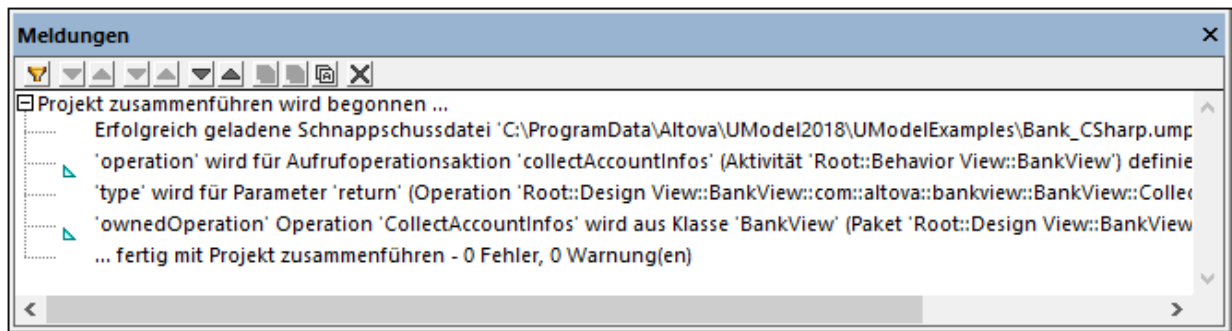 Meldungen
Projekt zusammenführen wird begonnen ...
Erfolgreich geladene Schnappschussdatei 'C:\ProgramData\Altova\UModel2018\UModelExamples\Bank_CSharp.ump
'operation' wird für Aufrufoperationsaktion 'collectAccountInfos' (Aktivität 'Root::Behavior View::BankView') definie
'type' wird für Parameter 'return' (Operation 'Root::Design View::BankView::com::altova::bankview::BankView::Collec
'ownedOperation' Operation 'CollectAccountInfos' wird aus Klasse 'BankView' (Paket 'Root::Design View::BankView
... fertig mit Projekt zusammenführen - 0 Fehler, 0 Warnung(en)